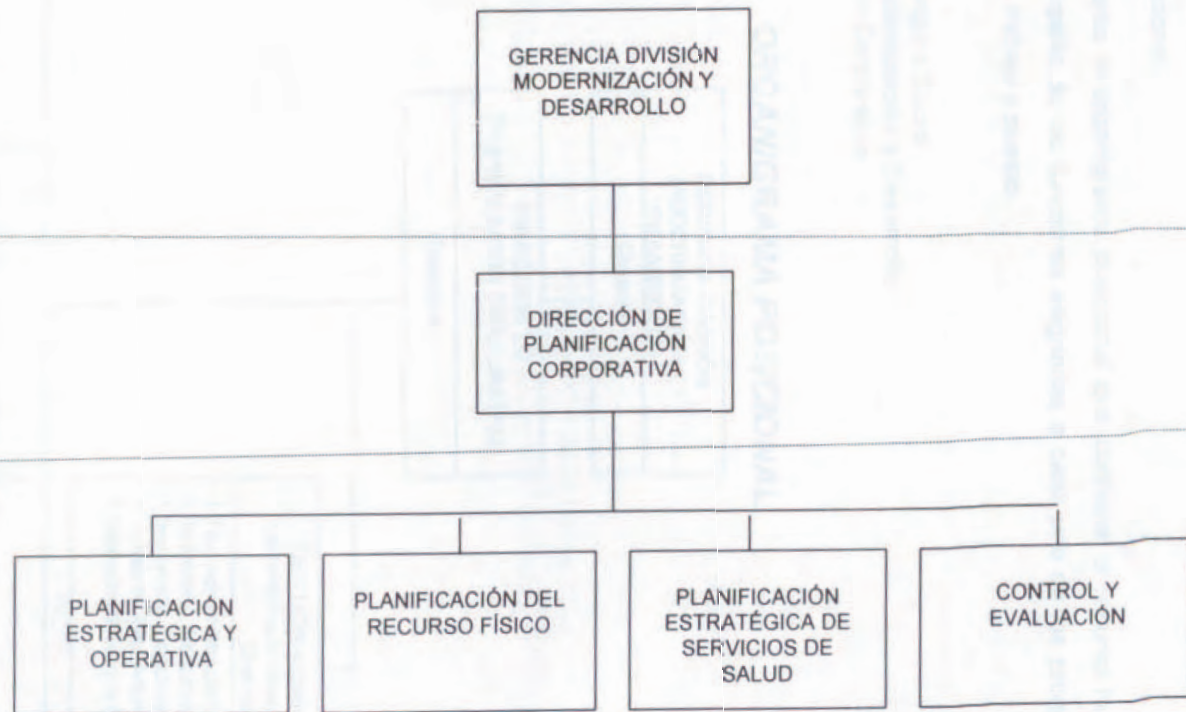 GERENCIA DIVISIÓN
MODERNIZACIÓN Y
DESARROLLO
DIRECCIÓN DE
PLANIFICACIÓN
CORPORATIVA
PLANIFICACIÓN
ESTRATÉGICA Y
OPERATIVA
PLANIFICACIÓN DEL
RECURSO FÍSICO
PLANIFICACIÓN
ESTRATÉGICA DE
SERVICIOS DE
SALUD
CONTROL Y
EVALUACIÓN